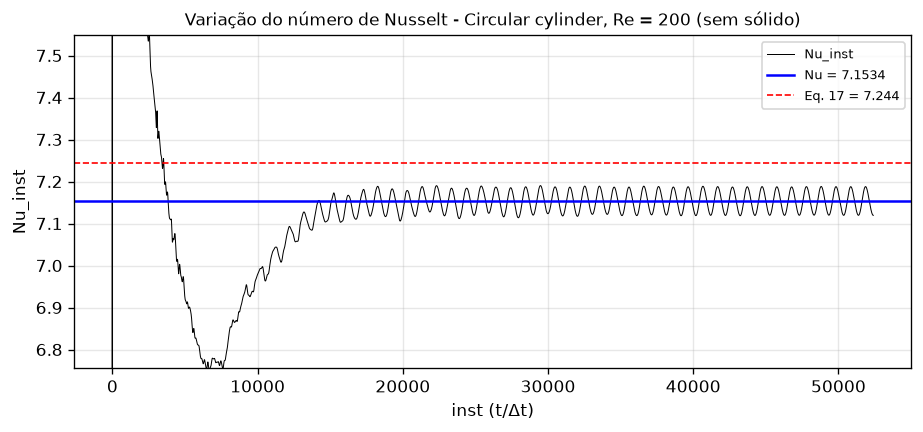 Variação do número de Nusselt - Circular cylinder, Re = 200 (sem sólido)
Nu_inst
Nu = 7.1534
Eq. 17 = 7.244
7.5
7.4
7.3
7.2
7.1
7.0
6.9
6.8
Nu_inst
0 10000 20000 30000 40000 50000
inst (t/Δt)